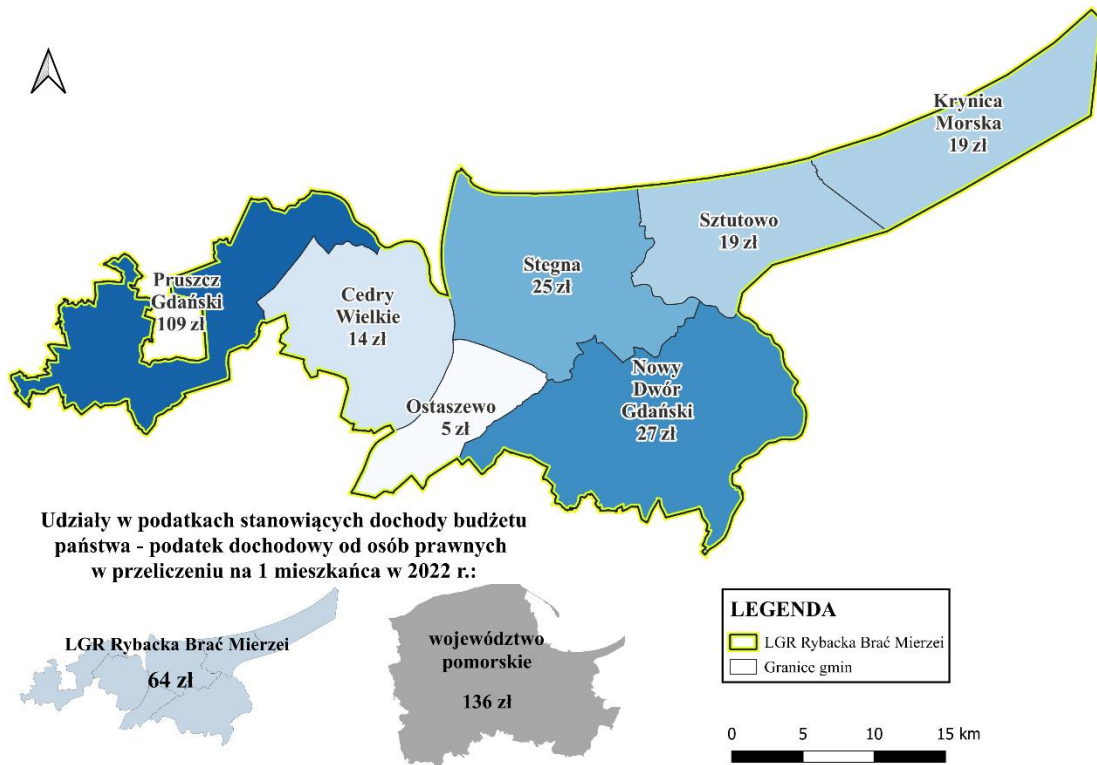 Krynica
Morska
19 zł
Sztutowo
19 zł
Stegna
25 zł
Pruszcz
Gdański
109 zł
Cedry
Wielkie
14 zł
Nowy
Dwór
Gdański
27 zł
Ostaszewo
5 zł
Udziały w podatkach stanowiących dochody budżetu
państwa - podatek dochodowy od osób prawnych
w przeliczeniu na 1 mieszkańca w 2022 r.:
LGR Rybacka Brać Mierzei
64 zł
województwo
pomorskie
136 zł
LEGENDA
LGR Rybacka Brać Mierzei
Granice gmin
0 5 10 15 km